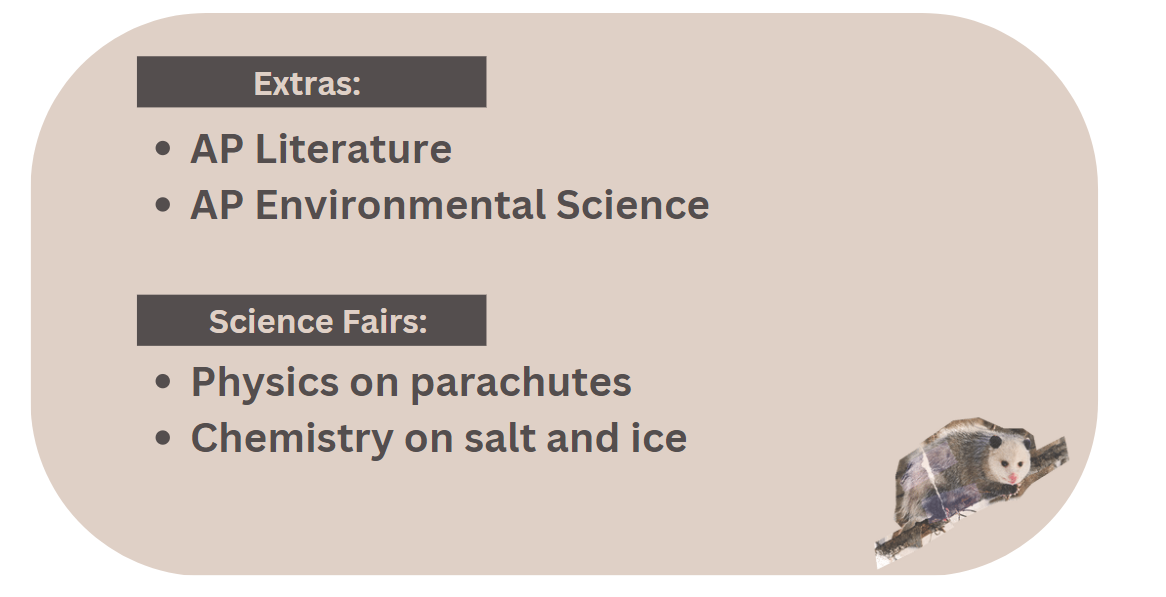 Extras:
• AP Literature
• AP Environmental Science
Science Fairs:
• Physics on parachutes
• Chemistry on salt and ice